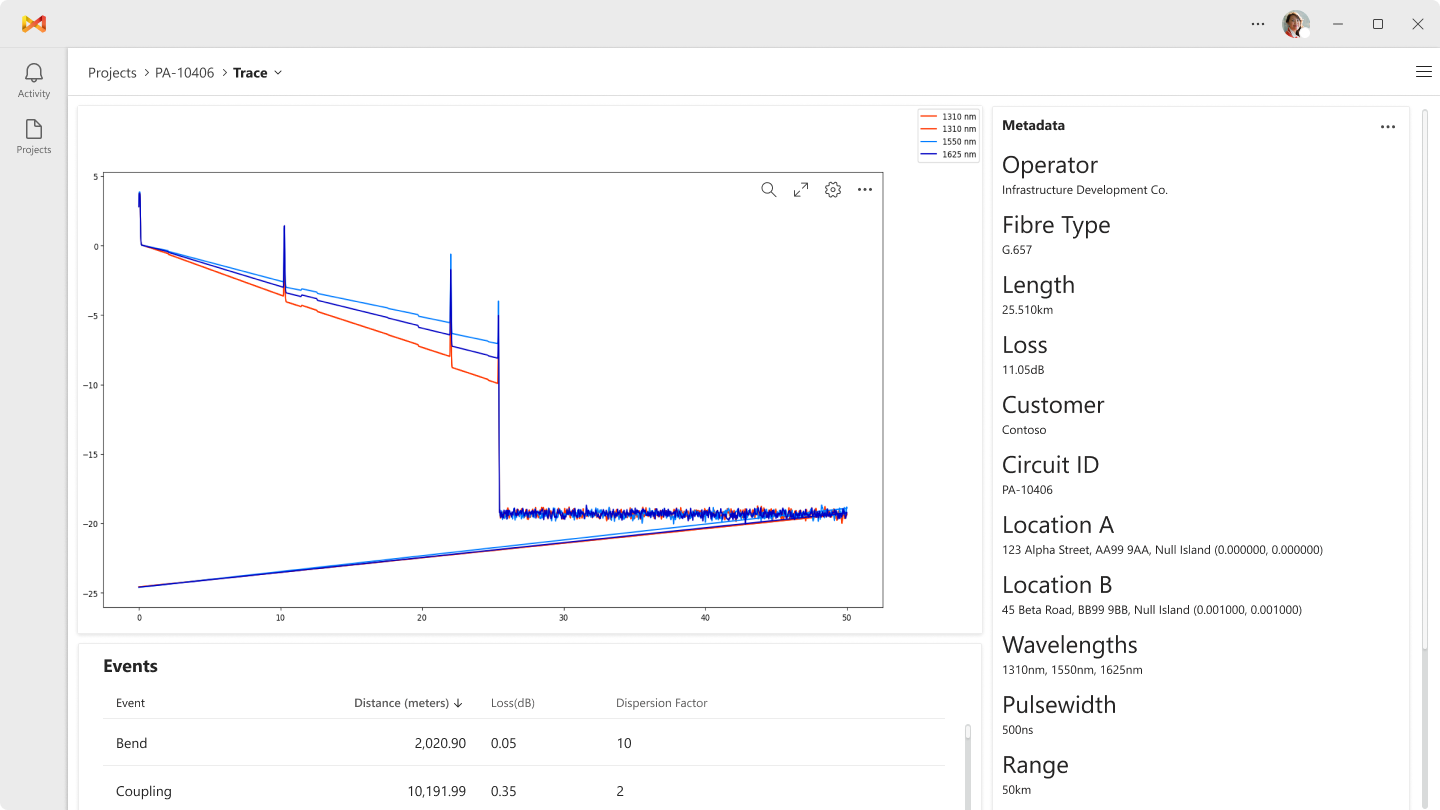 Projects > PA-10406 > Trace
Activity
Projects
1310 nm
1310 nm
1550 nm
1625 nm
5
0
−5
−10
−15
−20
−25
0 10 20 30 40 50
Events
Event Distance (meters) ↓ Loss(dB) Dispersion Factor
Bend 2,020.90 0.05 10
Coupling 10,191.99 0.35 2
Metadata
Operator
Infrastructure Development Co.
Fibre Type
G.657
Length
25.510km
Loss
11.05dB
Customer
Contoso
Circuit ID
PA-10406
Location A
123 Alpha Street, AA99 9AA, Null Island (0.000000, 0.000000)
Location B
45 Beta Road, BB99 9BB, Null Island (0.001000, 0.001000)
Wavelengths
1310nm, 1550nm, 1625nm
Pulsewidth
500ns
Range
50km